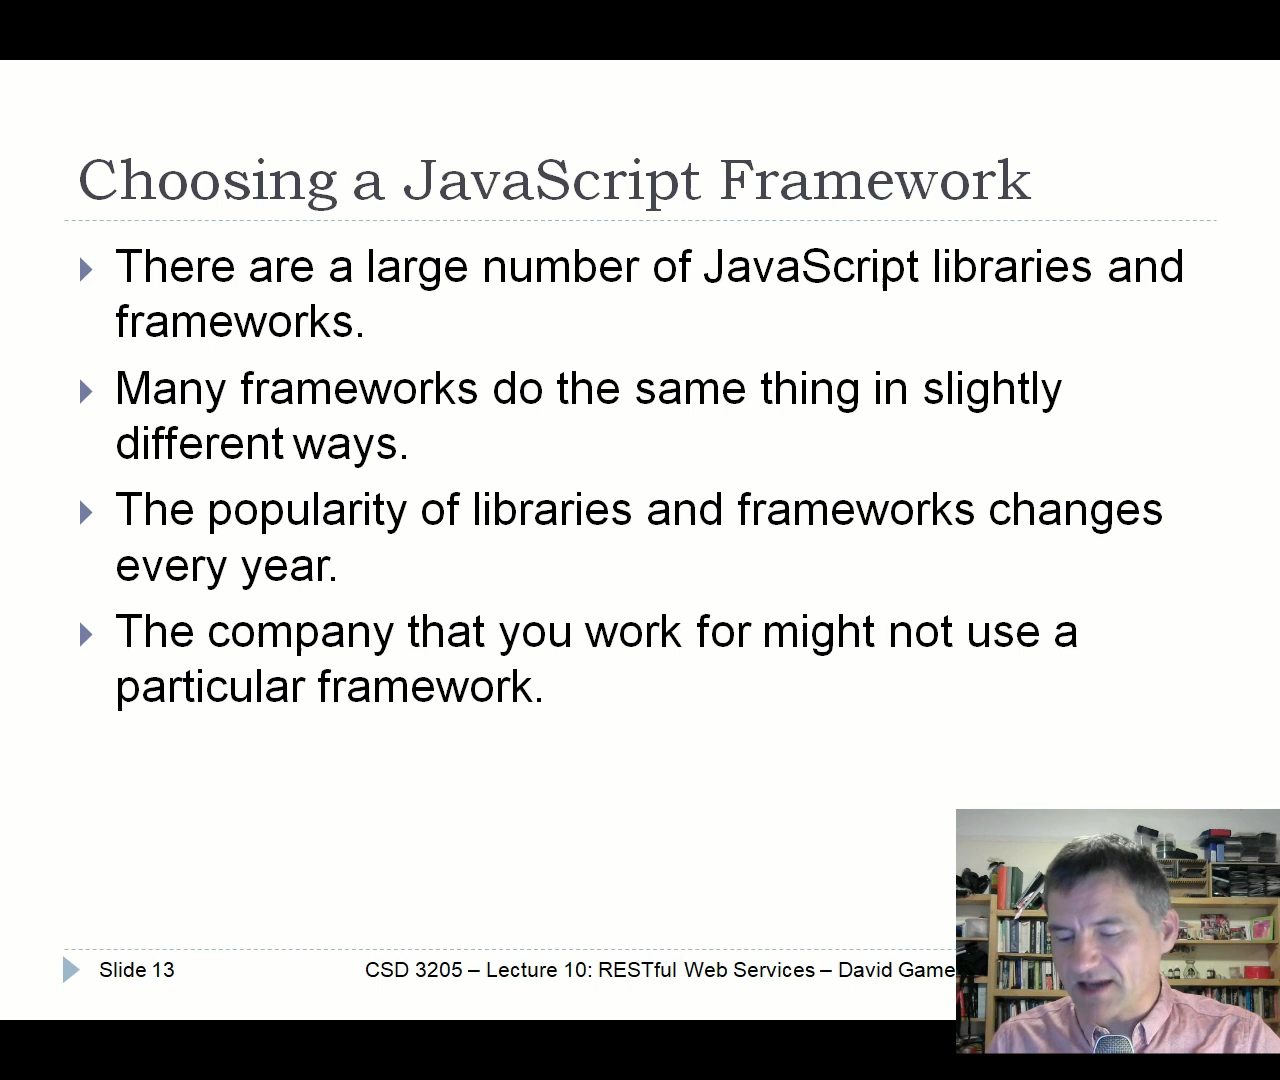 Choosing a JavaScript Framework
There are a large number of JavaScript libraries and
frameworks.
Many frameworks do the same thing in slightly
different ways.
The popularity of libraries and frameworks changes
every year.
The company that you work for might not use a
particular framework.
Slide 13
CSD 3205 – Lecture 10: RESTful Web Services – David Game